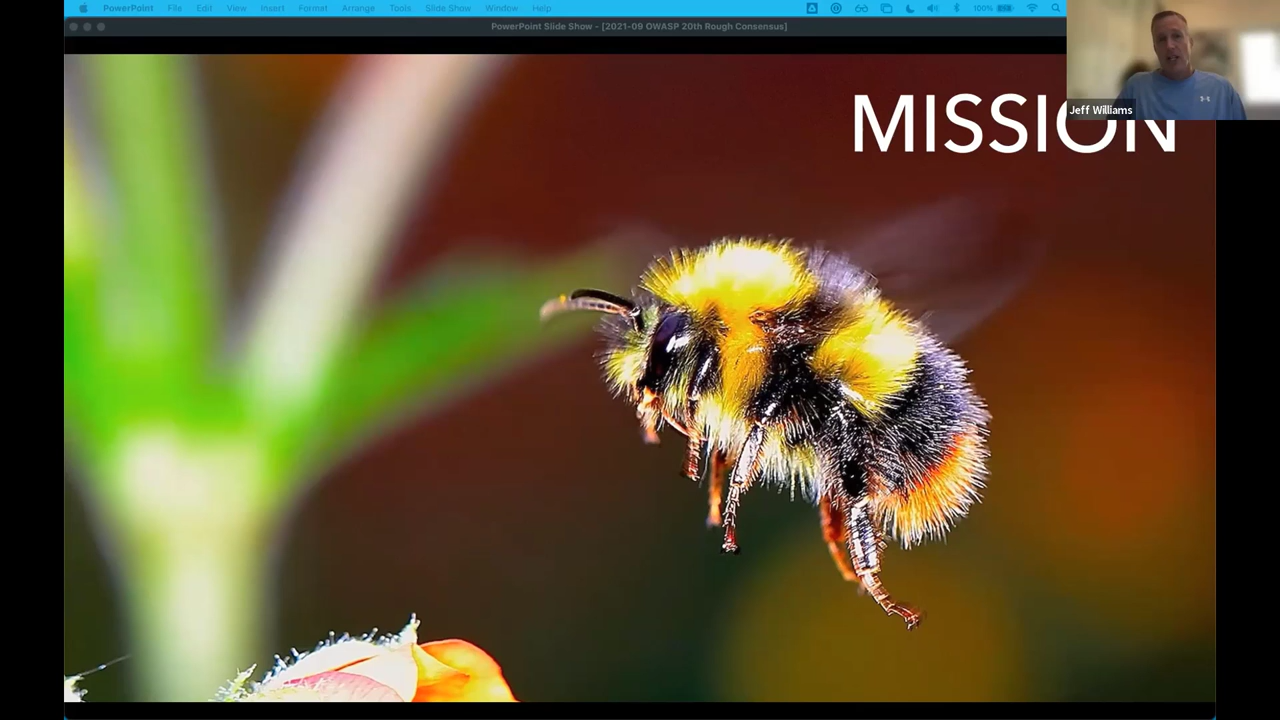 PowerPoint File Edit View Insert Format Arrange Tools Slide Show Window Help 100%
PowerPoint Slide Show - [2021-09 OWASP 20th Rough Consensus]
Jeff Williams
MISSION